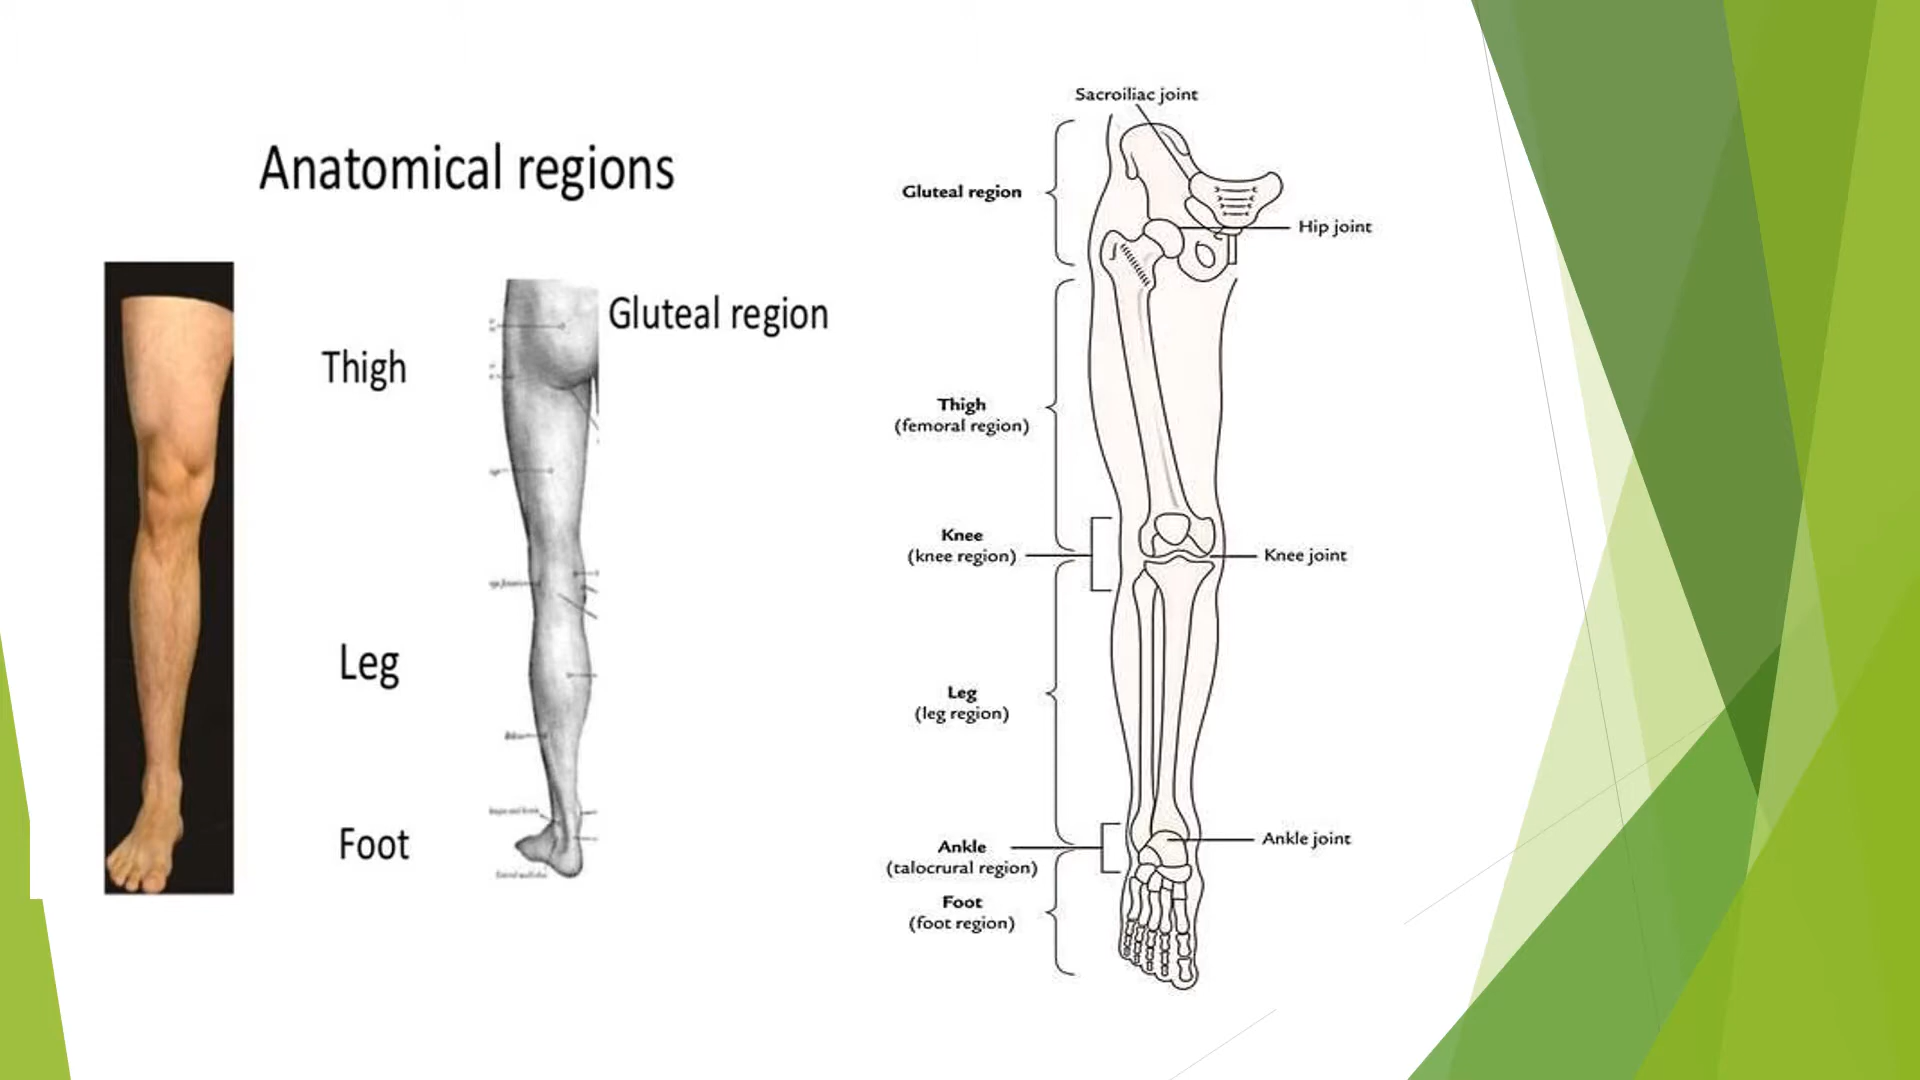 Anatomical regions
Gluteal region
Thigh
Leg
Foot
Sacroiliac joint
Gluteal region
Hip joint
Thigh
(femoral region)
Knee
(knee region)
Knee joint
Leg
(leg region)
Ankle joint
Ankle
(talocrural region)
Foot
(foot region)